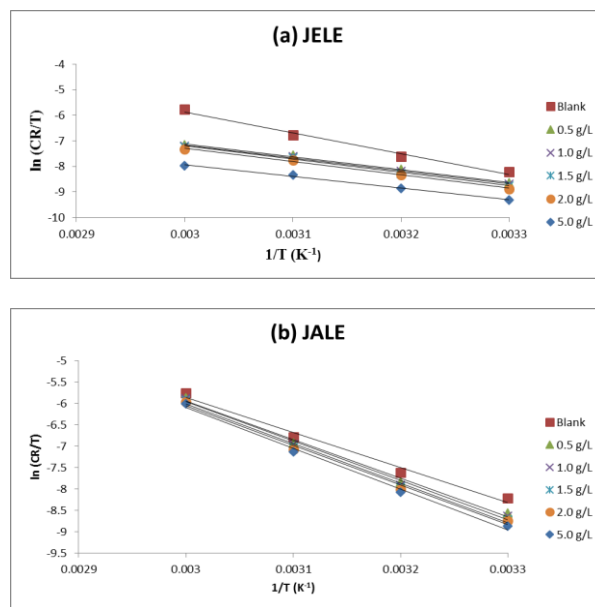 (a) JELE
-4
-5
-6
-7
-8
-9
-10
ln (CR/T)
0.0029
0.003
0.0031
0.0032
0.0033
1/T (K-1)
Blank
0.5 g/L
1.0 g/L
1.5 g/L
2.0 g/L
5.0 g/L
(b) JALE
-5
-5.5
-6
-6.5
-7
-7.5
-8
-8.5
-9
-9.5
ln (CR/T)
0.0029
0.003
0.0031
0.0032
0.0033
1/T (K-1)
Blank
0.5 g/L
1.0 g/L
1.5 g/L
2.0 g/L
5.0 g/L